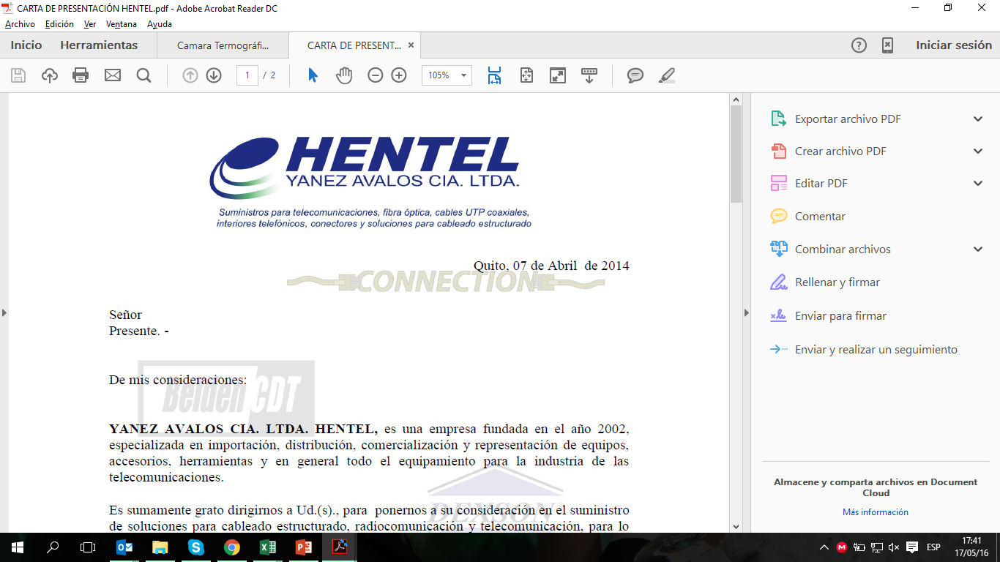 CARTA DE PRESENTACIÓN HENTEL.pdf - Adobe Acrobat Reader DC
Archivo Edición Ver Ventana Ayuda
Inicio Herramientas Camara Termográfi... CARTA DE PRESENT... × Iniciar sesión
1 / 2 105%
HENTEL
YANEZ AVALOS CIA. LTDA.
Suministros para telecomunicaciones, fibra óptica, cables UTP coaxiales,
interiores telefónicos, conectores y soluciones para cableado estructurado
Quito, 07 de Abril de 2014
CONNECTION
Señor
Presente. -
De mis consideraciones:
Belden CDT
YANEZ AVALOS CIA. LTDA. HENTEL, es una empresa fundada en el año 2002,
especializada en importación, distribución, comercialización y representación de equipos,
accesorios, herramientas y en general todo el equipamiento para la industria de las
telecomunicaciones.
Es sumamente grato dirigirnos a Ud.(s)., para ponernos a su consideración en el suministro
DEXSON
de soluciones para cableado estructurado, radiocomunicación y telecomunicación, para lo
Exportar archivo PDF
Crear archivo PDF
Editar PDF
Comentar
Combinar archivos
Rellenar y firmar
Enviar para firmar
Enviar y realizar un seguimiento
Almacene y comparta archivos en Document
Cloud
Más información
ESP
17:41
17/05/16